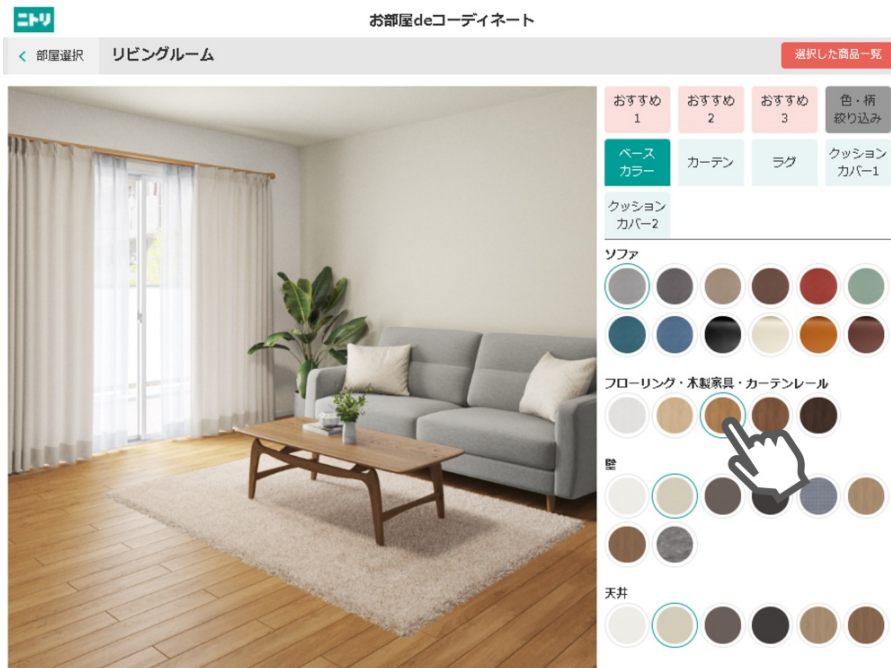 ニトリ
お部屋deコーディネート
< 部屋選択
リビングルーム
選択した商品一覧
おすすめ
1
おすすめ
2
おすすめ
3
色・柄
絞り込み
ベース
カラー
カーテン
ラグ
クッション
カバー1
クッション
カバー2
ソファ
フローリング・木製家具・カーテンレール
壁
天井